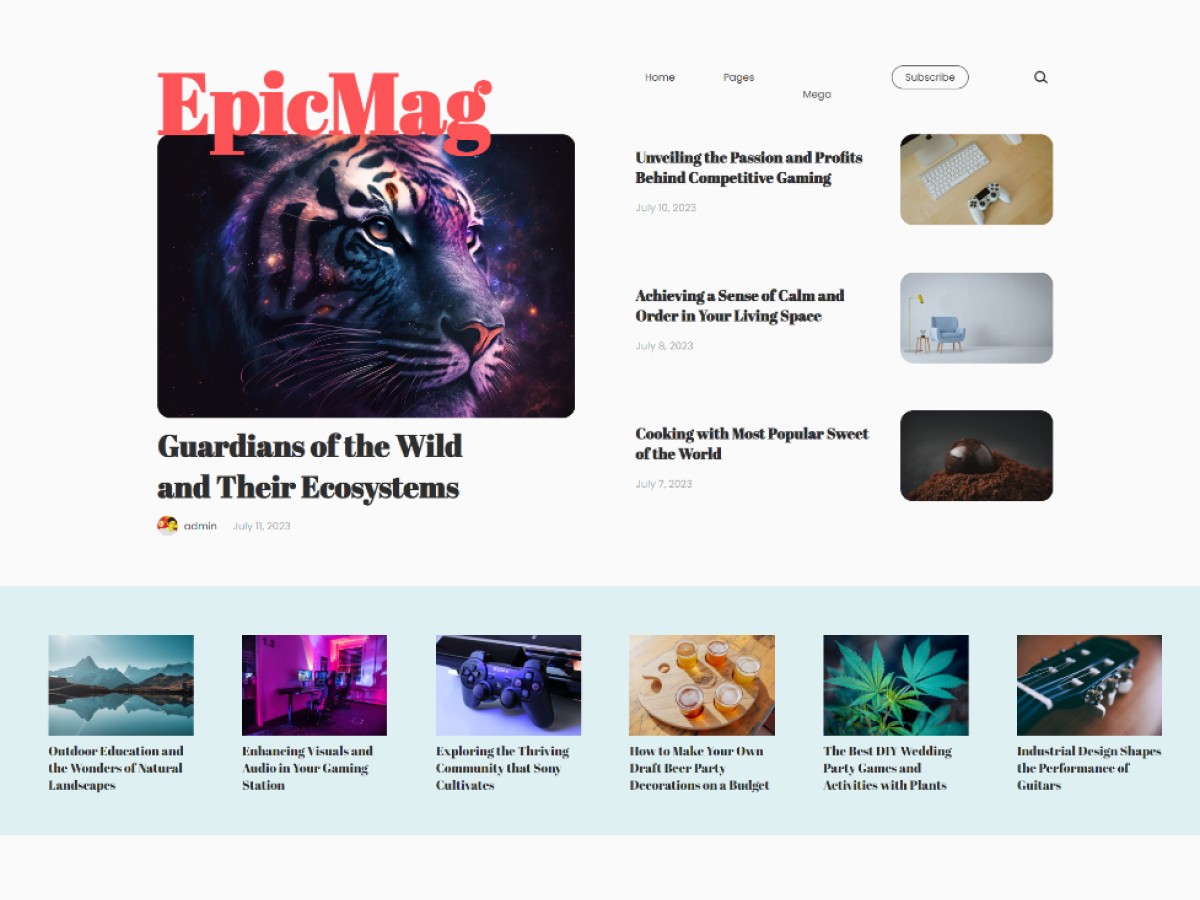 EpicMag
Home
Pages
Mega
Subscribe
Guardians of the Wild
and Their Ecosystems
admin
July 11, 2023
Unveiling the Passion and Profits
Behind Competitive Gaming
July 10, 2023
Achieving a Sense of Calm and
Order in Your Living Space
July 8, 2023
Cooking with Most Popular Sweet
of the World
July 7, 2023
Outdoor Education and
the Wonders of Natural
Landscapes
Enhancing Visuals and
Audio in Your Gaming
Station
Exploring the Thriving
Community that Sony
Cultivates
How to Make Your Own
Draft Beer Party
Decorations on a Budget
The Best DIY Wedding
Party Games and
Activities with Plants
Industrial Design Shapes
the Performance of
Guitars